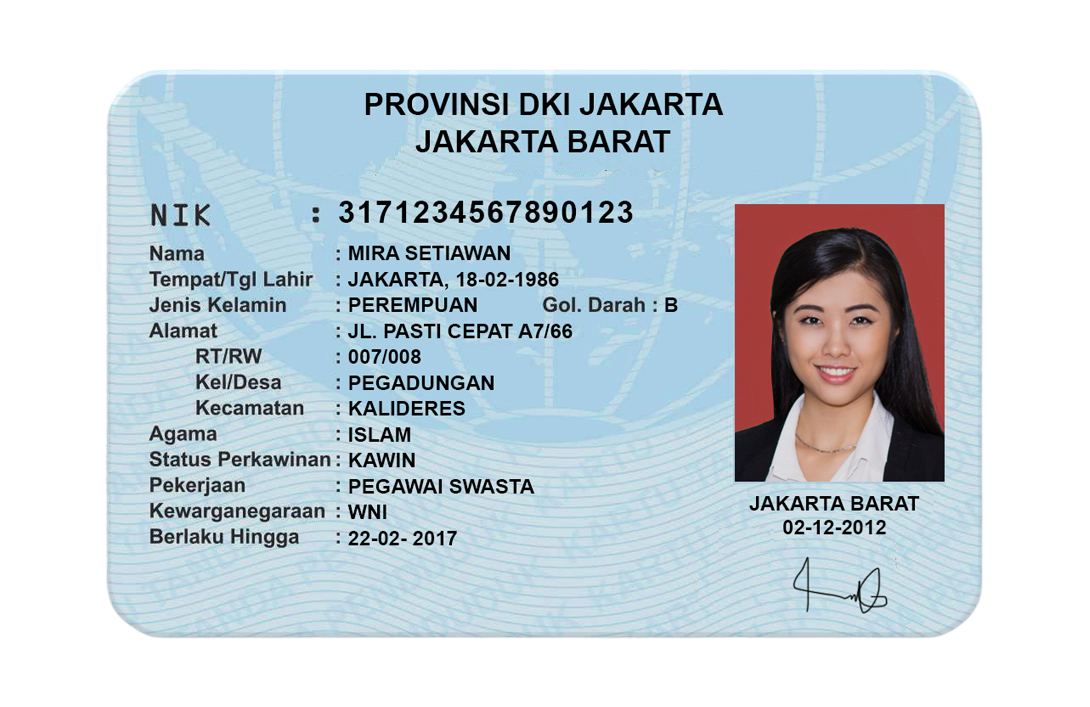 PROVINSI DKI JAKARTA
JAKARTA BARAT
NIK : 3171234567890123
Nama : MIRA SETIAWAN
Tempat/Tgl Lahir : JAKARTA, 18-02-1986
Jenis Kelamin : PEREMPUAN Gol. Darah : B
Alamat : JL. PASTI CEPAT A7/66
RT/RW : 007/008
Kel/Desa : PEGADUNGAN
Kecamatan : KALIDERES
Agama : ISLAM
Status Perkawinan : KAWIN
Pekerjaan : PEGAWAI SWASTA
Kewarganegaraan : WNI
Berlaku Hingga : 22-02- 2017
JAKARTA BARAT
02-12-2012